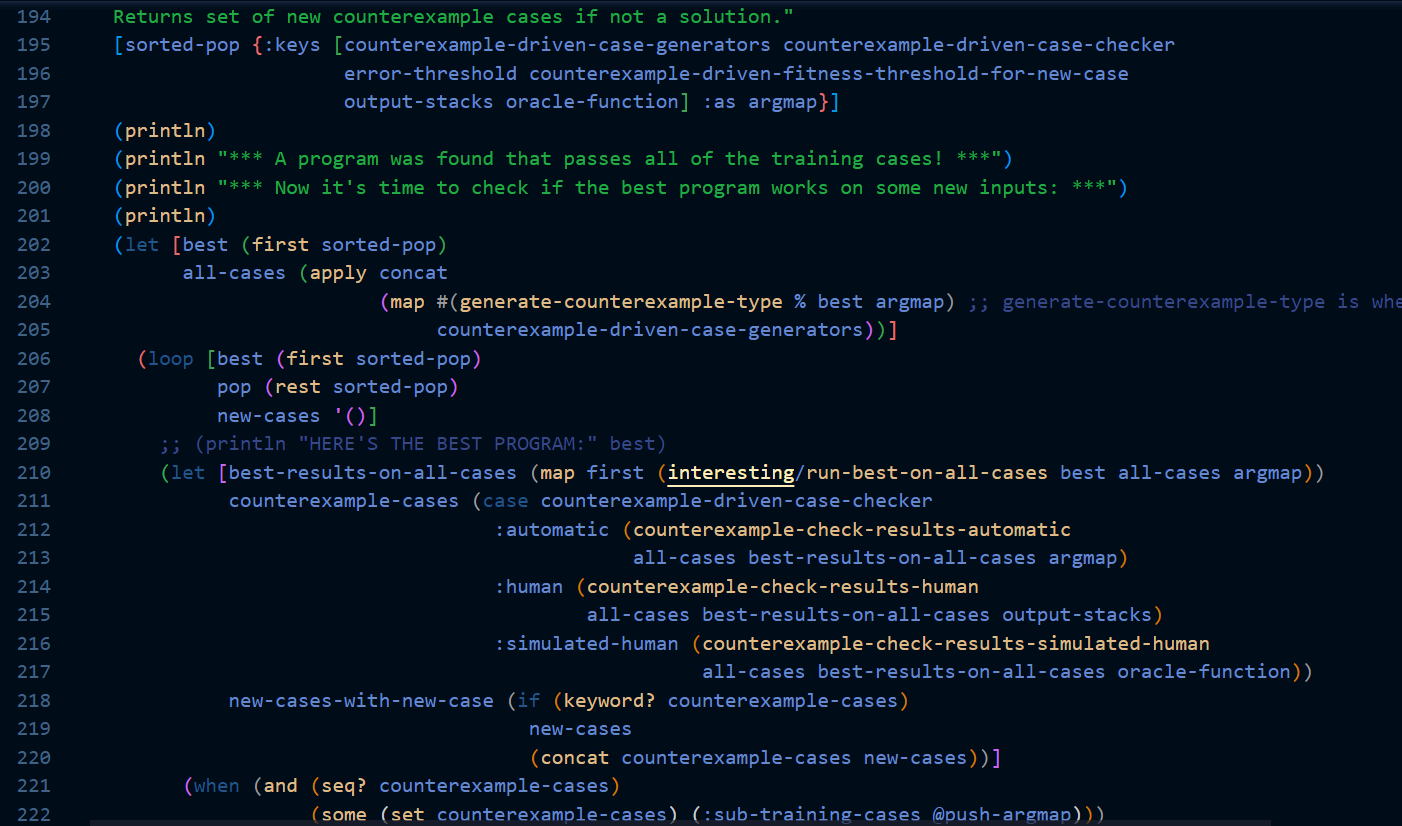 194 Returns set of new counterexample cases if not a solution."
195 [sorted-pop {:keys [counterexample-driven-case-generators counterexample-driven-case-checker
196 error-threshold counterexample-driven-fitness-threshold-for-new-case
197 output-stacks oracle-function] :as argmap}]
198 (println)
199 (println "*** A program was found that passes all of the training cases! ***")
200 (println "*** Now it's time to check if the best program works on some new inputs: ***")
201 (println)
202 (let [best (first sorted-pop)
203 all-cases (apply concat
204 (map #(generate-counterexample-type % best argmap) ;; generate-counterexample-type is whe
205 counterexample-driven-case-generators))]
206 (loop [best (first sorted-pop)
207 pop (rest sorted-pop)
208 new-cases '()]
209 ;; (println "HERE'S THE BEST PROGRAM:" best)
210 (let [best-results-on-all-cases (map first (interesting/run-best-on-all-cases best all-cases argmap))
211 counterexample-cases (case counterexample-driven-case-checker
212 :automatic (counterexample-check-results-automatic
213 all-cases best-results-on-all-cases argmap)
214 :human (counterexample-check-results-human
215 all-cases best-results-on-all-cases output-stacks)
216 :simulated-human (counterexample-check-results-simulated-human
217 all-cases best-results-on-all-cases oracle-function))
218 new-cases-with-new-case (if (keyword? counterexample-cases)
219 new-cases
220 (concat counterexample-cases new-cases))]
221 (when (and (seq? counterexample-cases)
222 (some (set counterexample-cases) (:sub-training-cases @push-argmap)))